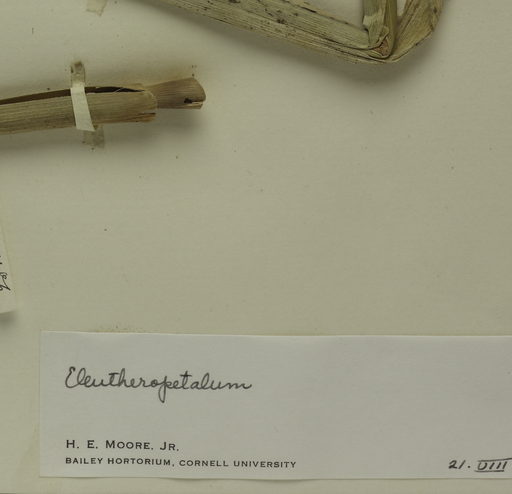 Eleutheropetalum
H. E. MOORE, JR.
BAILEY HORTORIUM, CORNELL UNIVERSITY
21. VIII